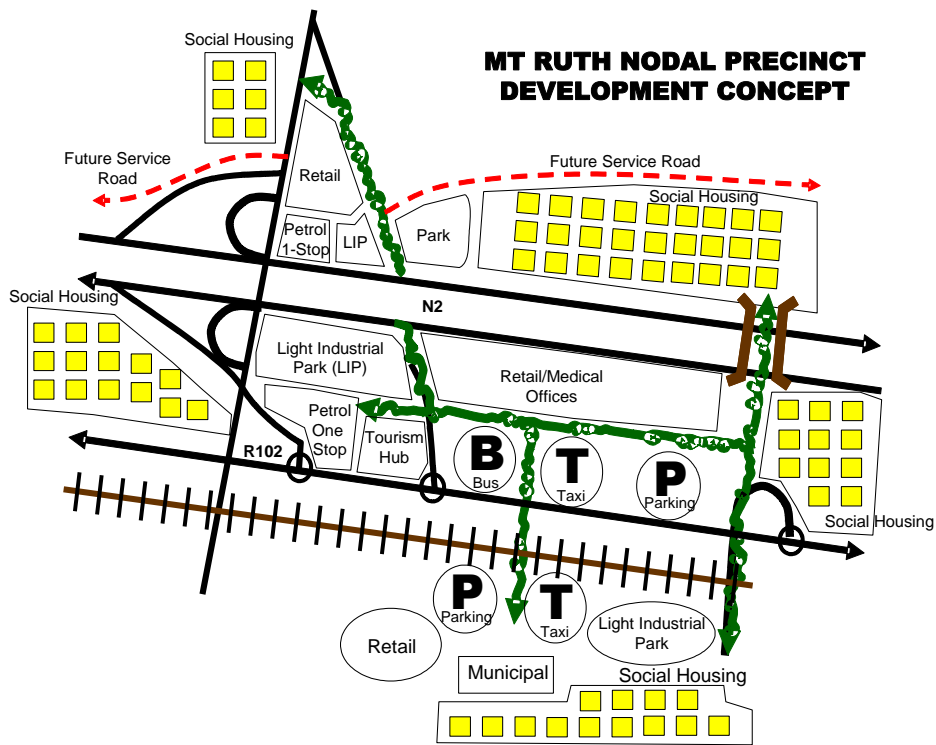 MT RUTH NODAL PRECINCT
DEVELOPMENT CONCEPT
Social Housing
Future Service
Road
Future Service Road
Retail
Social Housing
Petrol
1-Stop
LIP
Park
Social Housing
N2
Light Industrial
Park (LIP)
Retail/Medical
Offices
Petrol
One
Stop
Tourism
Hub
R102
B
Bus
T
Taxi
P
Parking
Social Housing
P
Parking
T
Taxi
Light Industrial
Park
Retail
Municipal
Social Housing